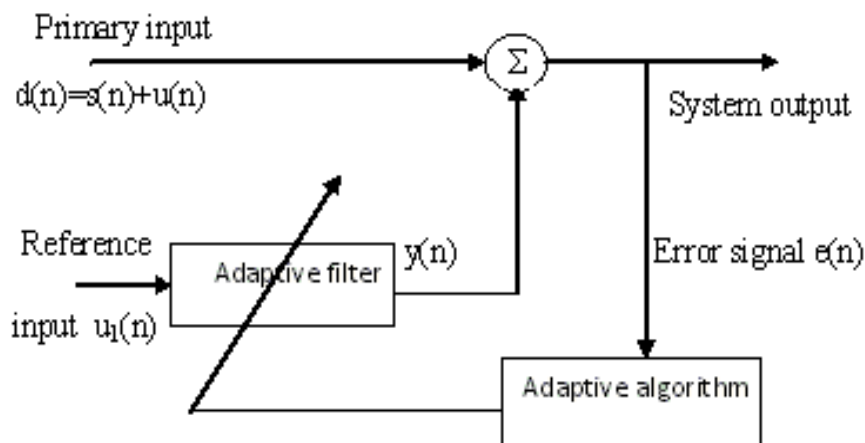 Primary input
Σ
d(n)=s(n)+u(n)
System output
Reference
Adaptive filter
y(n)
Error signal e(n)
input u₁(n)
Adaptive algorithm